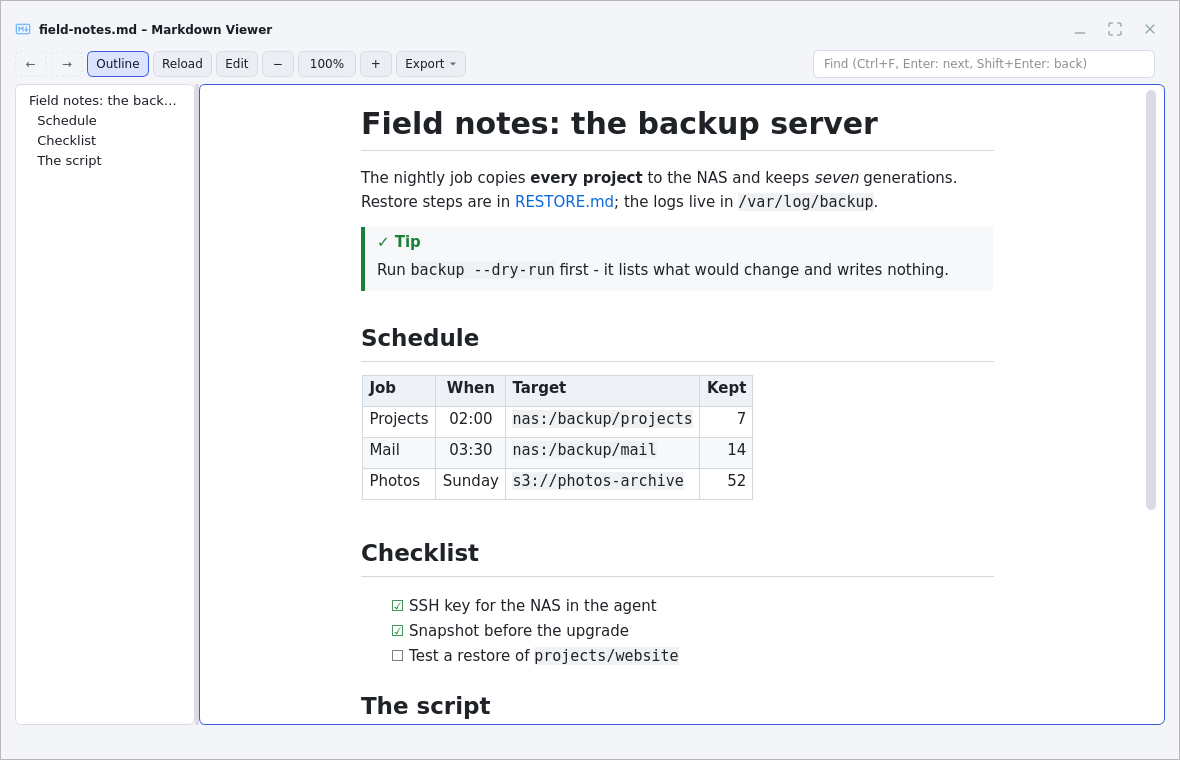 field-notes.md – Markdown Viewer
← → Outline Reload Edit − 100% + Export
Find (Ctrl+F, Enter: next, Shift+Enter: back)
Field notes: the back…
Schedule
Checklist
The script
Field notes: the backup server
The nightly job copies every project to the NAS and keeps seven generations.
Restore steps are in RESTORE.md; the logs live in /var/log/backup.
✓ Tip
Run backup --dry-run first - it lists what would change and writes nothing.
Schedule
Job When Target Kept
Projects 02:00 nas:/backup/projects 7
Mail 03:30 nas:/backup/mail 14
Photos Sunday s3://photos-archive 52
Checklist
☑ SSH key for the NAS in the agent
☑ Snapshot before the upgrade
☐ Test a restore of projects/website
The script